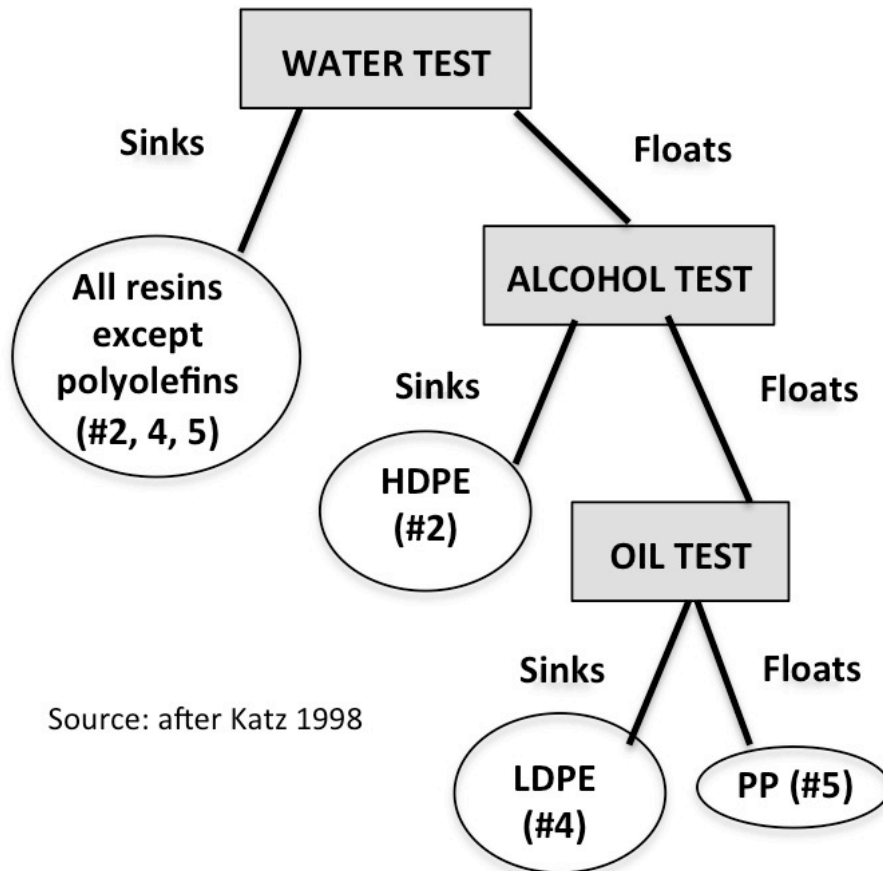 WATER TEST
Sinks
Floats
All resins
except
polyolefins
(#2, 4, 5)
ALCOHOL TEST
Sinks
Floats
HDPE
(#2)
OIL TEST
Sinks
Floats
Source: after Katz 1998
LDPE
(#4)
PP (#5)